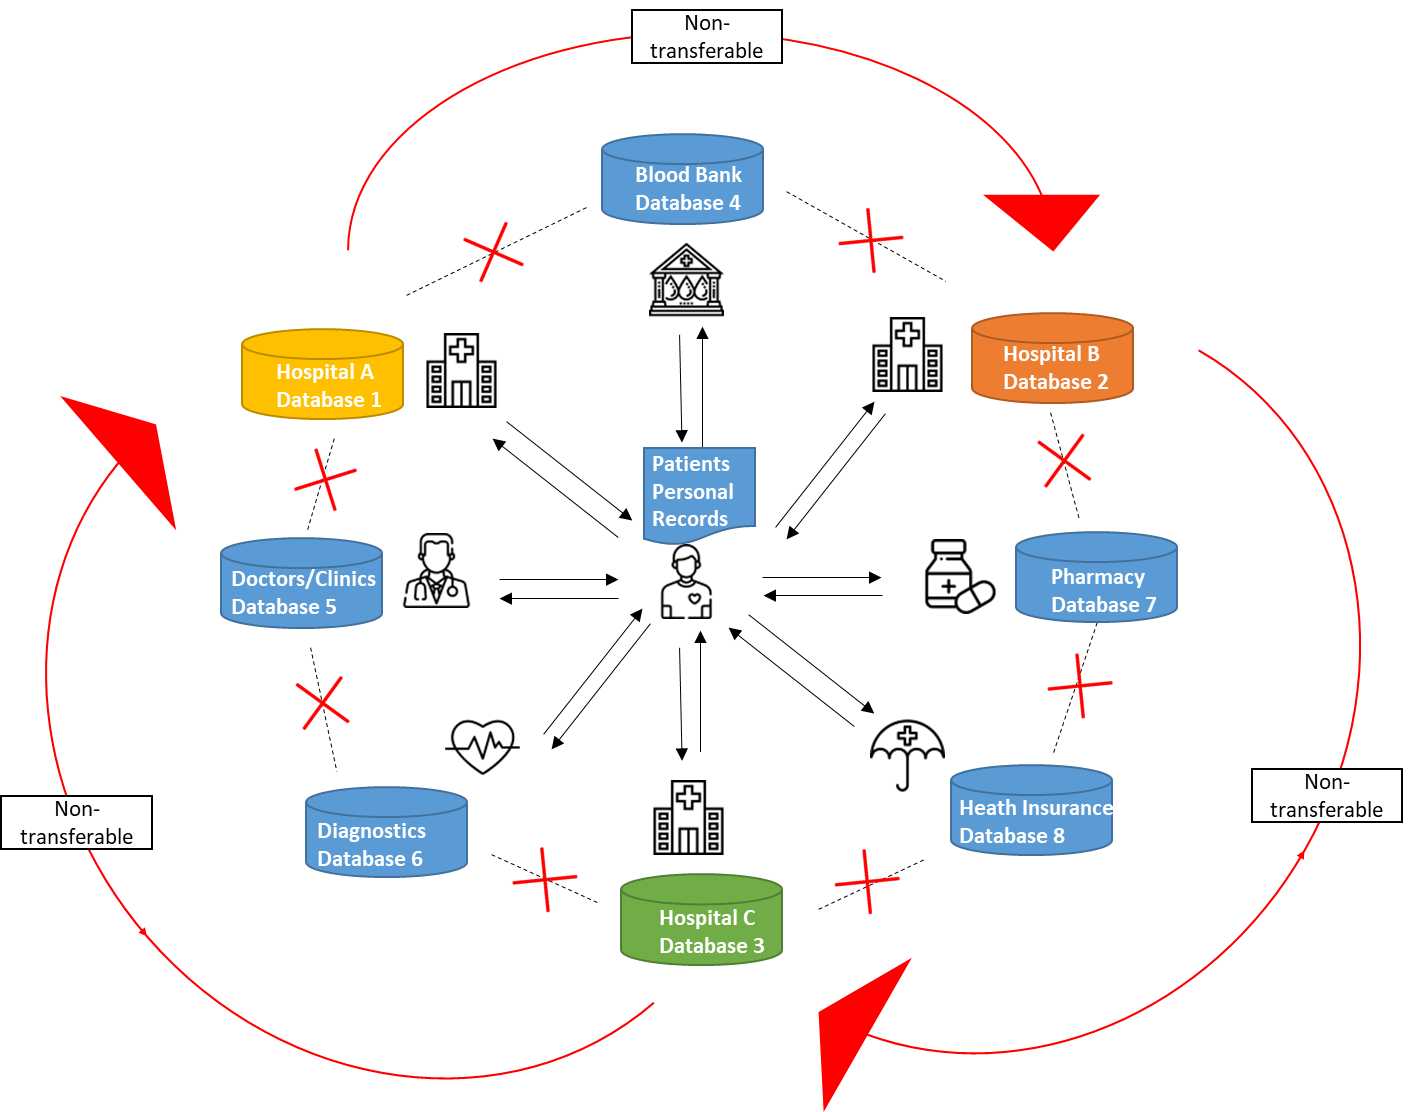 Non-
transferable
Blood Bank
Database 4
Hospital A
Database 1
Hospital B
Database 2
Patients
Personal
Records
Doctors/Clinics
Database 5
Pharmacy
Database 7
Diagnostics
Database 6
Heath Insurance
Database 8
Non-
transferable
Non-
transferable
Hospital C
Database 3